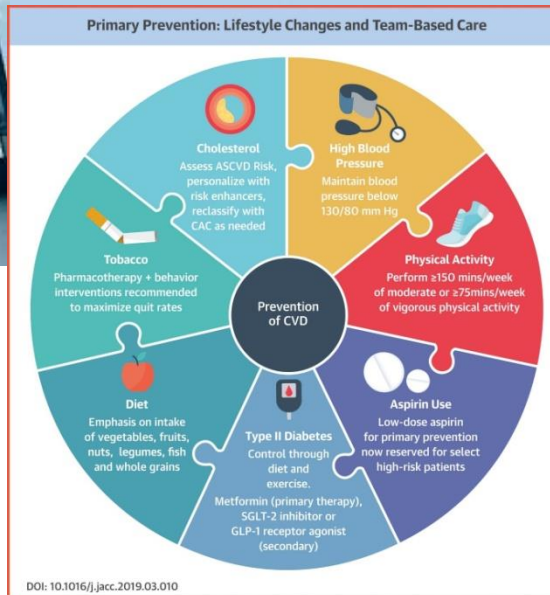 Primary Prevention: Lifestyle Changes and Team-Based Care
Cholesterol
Assess ASCVD Risk,
personalize with
risk enhancers,
reclassify with
CAC as needed
High Blood
Pressure
Maintain blood
pressure below
130/80 mm Hg
Tobacco
Pharmacotherapy + behavior
interventions recommended
to maximize quit rates
Physical Activity
Perform ≥150 mins/week
of moderate or ≥75mins/week
of vigorous physical activity
Prevention
of CVD
Diet
Emphasis on intake
of vegetables, fruits,
nuts, legumes, fish
and whole grains
Type II Diabetes
Control through
diet and
exercise.
Metformin (primary therapy),
SGLT-2 inhibitor or
GLP-1 receptor agonist
(secondary)
Aspirin Use
Low-dose aspirin
for primary prevention
now reserved for select
high-risk patients
DOI: 10.1016/j.jacc.2019.03.010